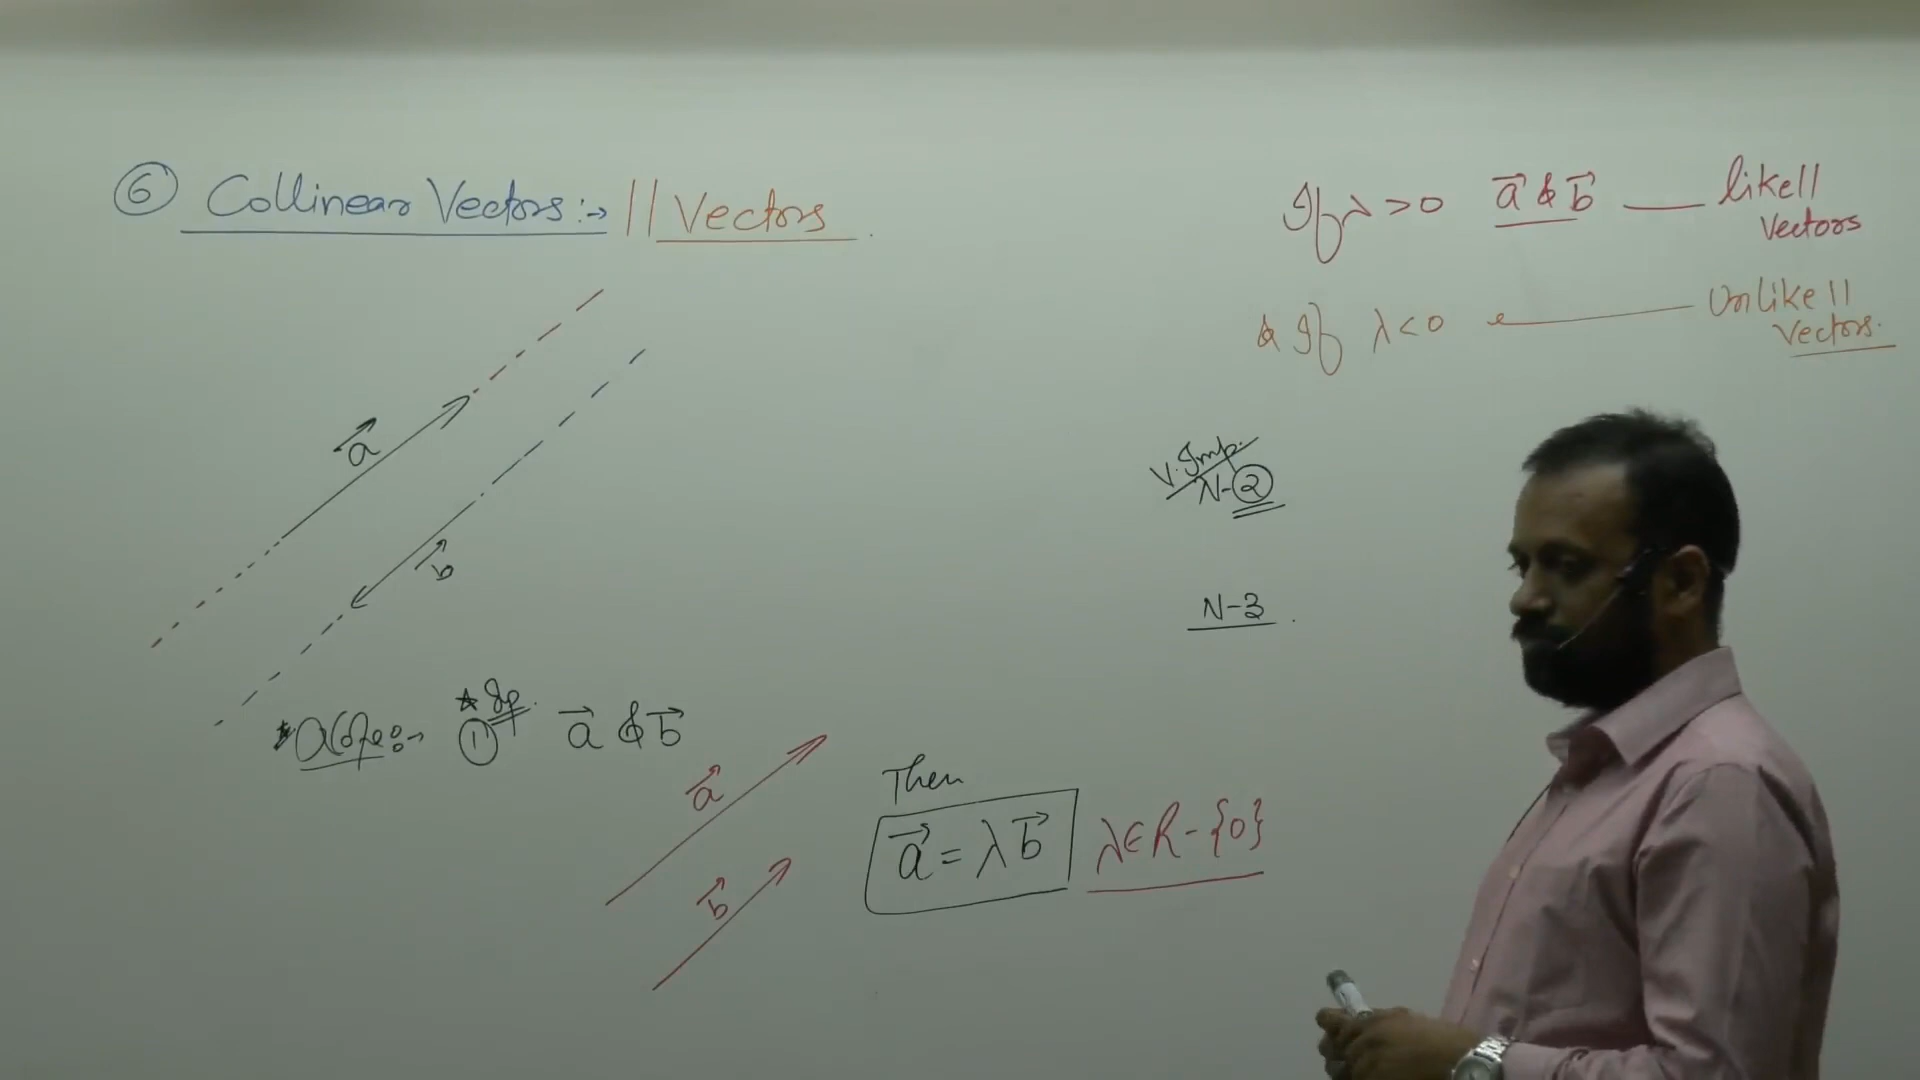 ⑥ Collinear Vectors :→ || Vectors
a⃗
b⃗
Note :→ ① ★ If a⃗ & b⃗
a⃗
b⃗
Then
a⃗ = λ b⃗ λ ∈ R - {0}
If λ > 0 a⃗ & b⃗ — like ||
Vectors
★ If λ < 0 — Unlike ||
Vectors.
V. Imp.
N-②
N-3.